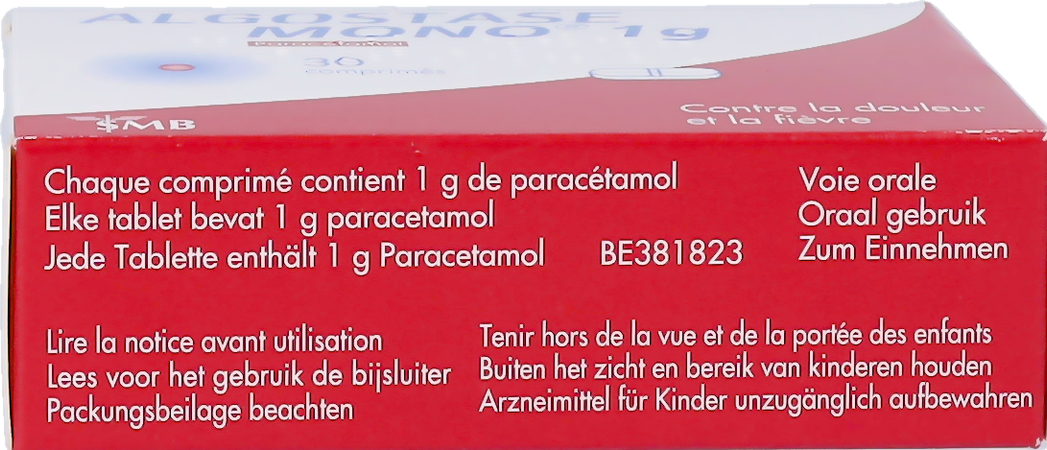 ALGOSTASE
MONO® 1g
Paracétamol
30
comprimés
SMB
Contre la douleur
et la fièvre
Chaque comprimé contient 1 g de paracétamol
Elke tablet bevat 1 g paracetamol
Jede Tablette enthält 1 g Paracetamol
BE381823
Voie orale
Oraal gebruik
Zum Einnehmen
Lire la notice avant utilisation
Lees voor het gebruik de bijsluiter
Packungsbeilage beachten
Tenir hors de la vue et de la portée des enfants
Buiten het zicht en bereik van kinderen houden
Arzneimittel für Kinder unzugänglich aufbewahren